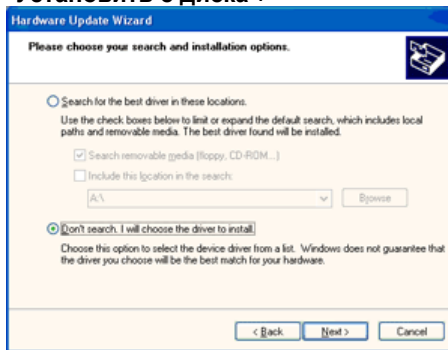 Установить с диска
Hardware Update Wizard
Please choose your search and installation options.
Search for the best driver in these locations.
Use the check boxes below to limit or expand the default search, which includes local
paths and removable media. The best driver found will be installed.
Search removable media (floppy, CD-ROM...)
Include this location in the search:
A:\ Browse
Don't search. I will choose the driver to install.
Choose this option to select the device driver from a list. Windows does not guarantee that
the driver you choose will be the best match for your hardware.
< Back Next > Cancel